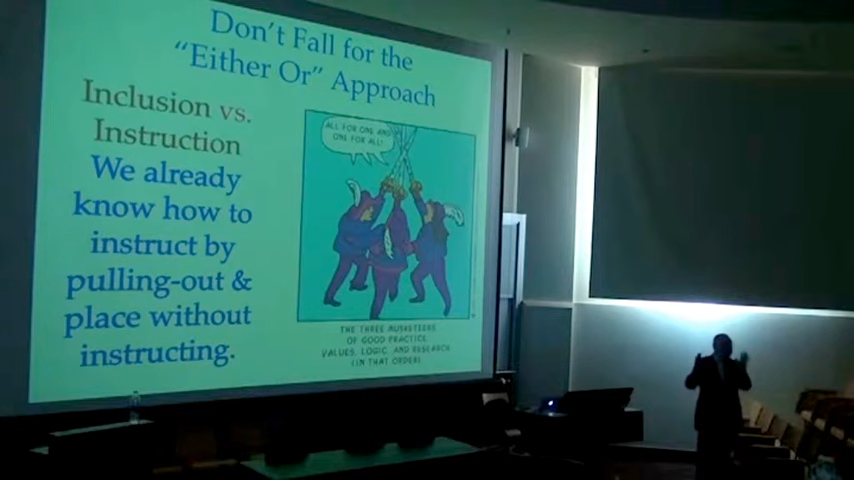 Don't Fall for the
"Either Or" Approach
Inclusion vs.
Instruction
We already
know how to
instruct by
pulling-out &
place without
instructing.
ALL FOR ONE AND
ONE FOR ALL!
THE THREE MUSKETEERS
OF GOOD PRACTICE
VALUES, LOGIC, AND RESEARCH
(IN THAT ORDER)